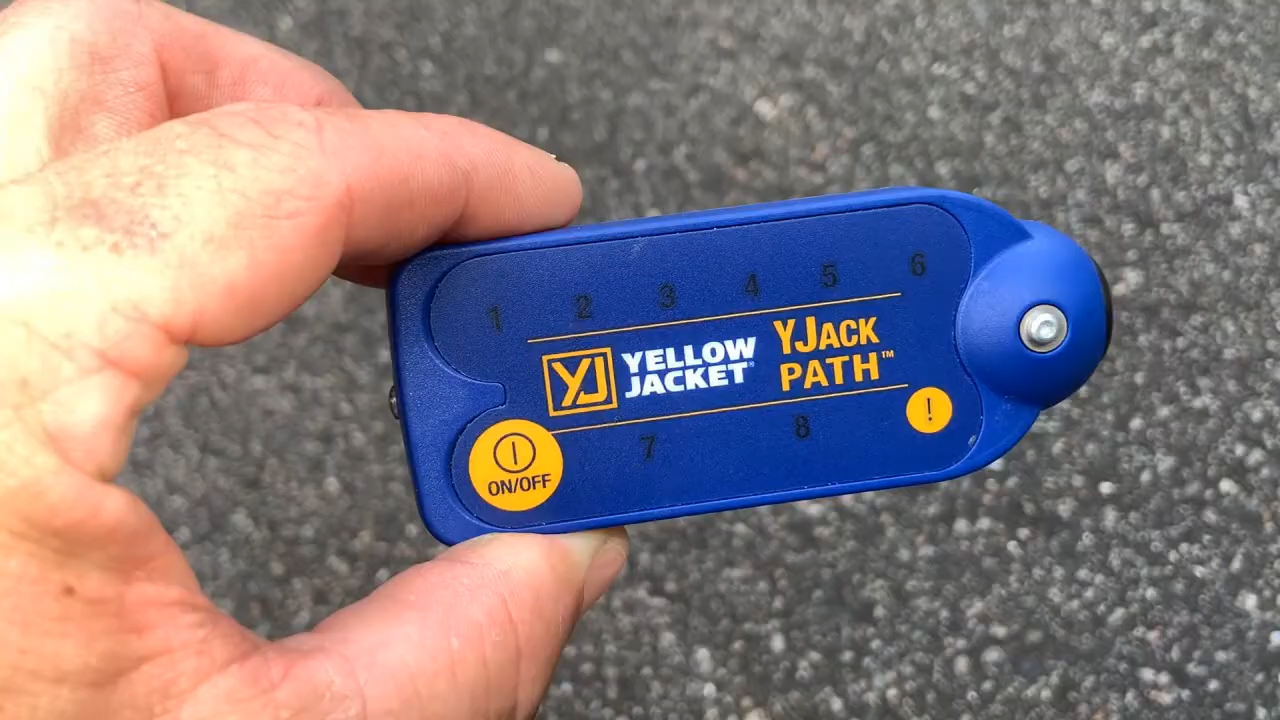 1 2 3 4 5 6
YJ YELLOW JACKET®
YJACK PATH™
7 8 !
ON/OFF